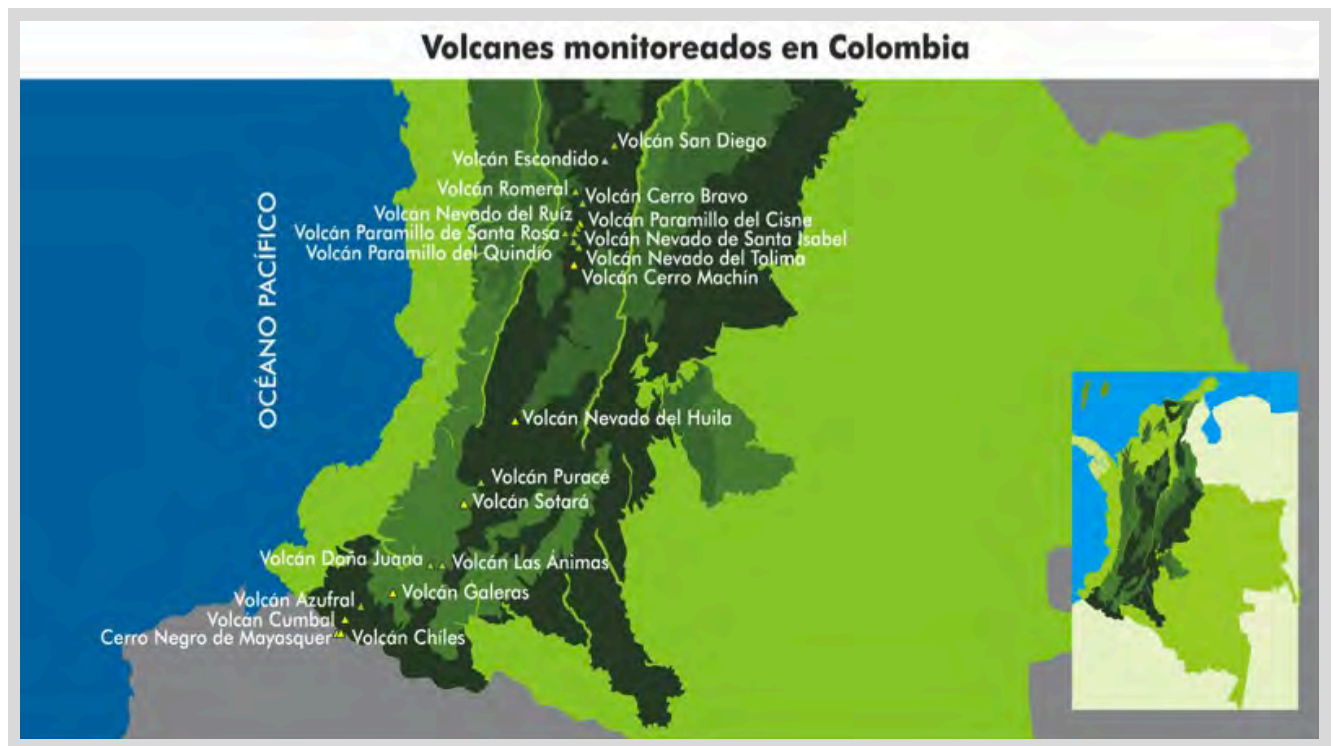 Volcanes monitoreados en Colombia
Volcán San Diego
Volcán Escondido
Volcán Romeral
Volcán Cerro Bravo
Volcán Nevado del Ruíz
Volcán Paramillo del Cisne
Volcán Paramillo de Santa Rosa
Volcán Nevado de Santa Isabel
Volcán Paramillo del Quindío
Volcán Nevado del Tolima
Volcán Cerro Machín
OCÉANO PACÍFICO
Volcán Nevado del Huila
Volcán Puracé
Volcán Sotará
Volcán Doña Juana
Volcán Las Ánimas
Volcán Galeras
Volcán Azufral
Volcán Cumbal
Cerro Negro de Mayasquer
Volcán Chiles